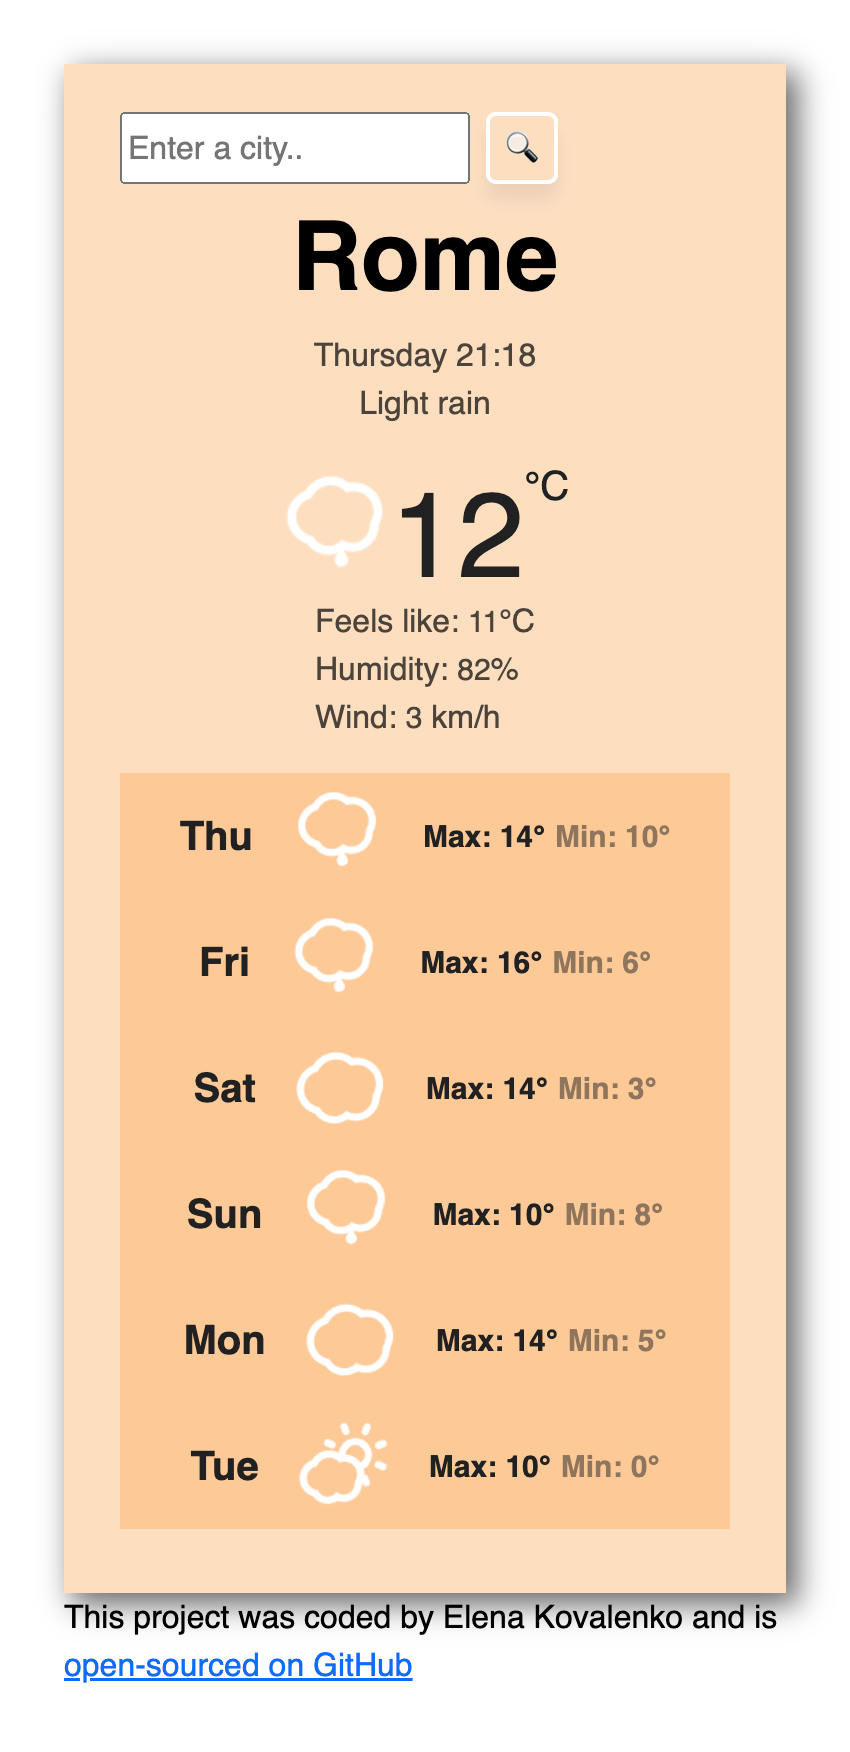 Enter a city..
Rome
Thursday 21:18
Light rain
12°C
Feels like: 11°C
Humidity: 82%
Wind: 3 km/h
Thu Max: 14° Min: 10°
Fri Max: 16° Min: 6°
Sat Max: 14° Min: 3°
Sun Max: 10° Min: 8°
Mon Max: 14° Min: 5°
Tue Max: 10° Min: 0°
This project was coded by Elena Kovalenko and is
open-sourced on GitHub